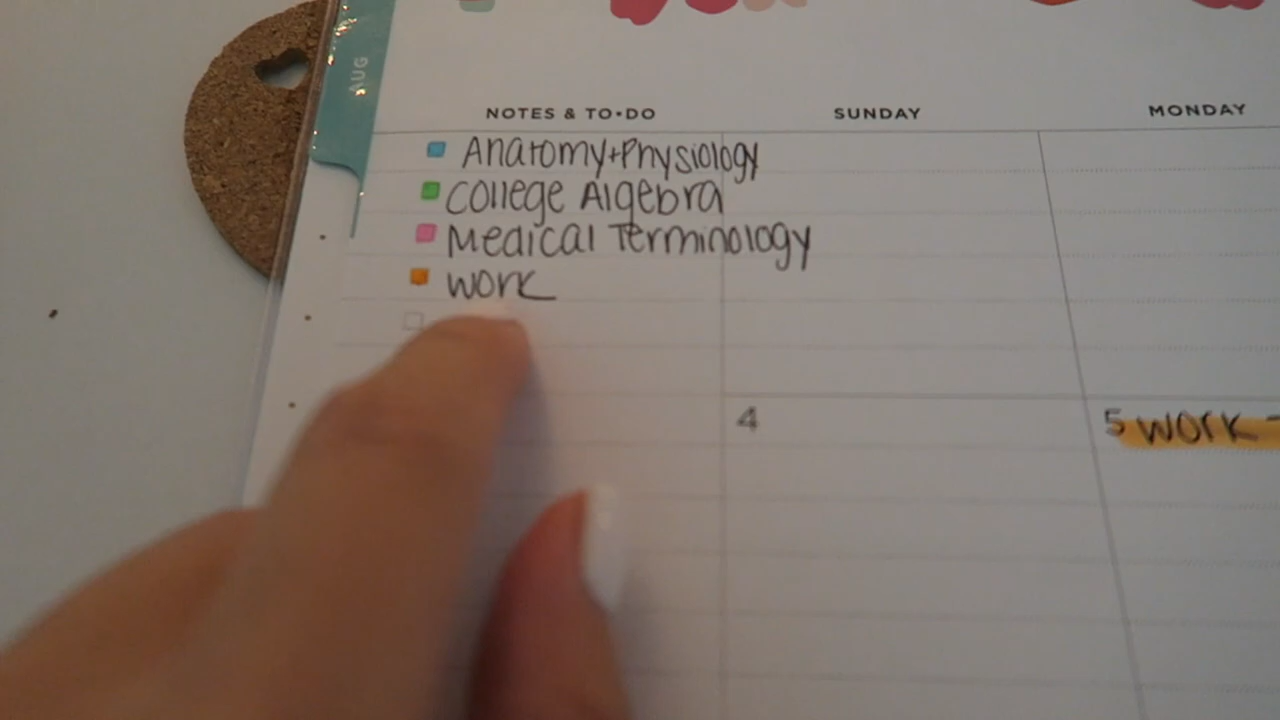 AUG
NOTES & TO•DO
SUNDAY
MONDAY
Anatomy+Physiology
College Algebra
Medical Terminology
work
4
5 work -